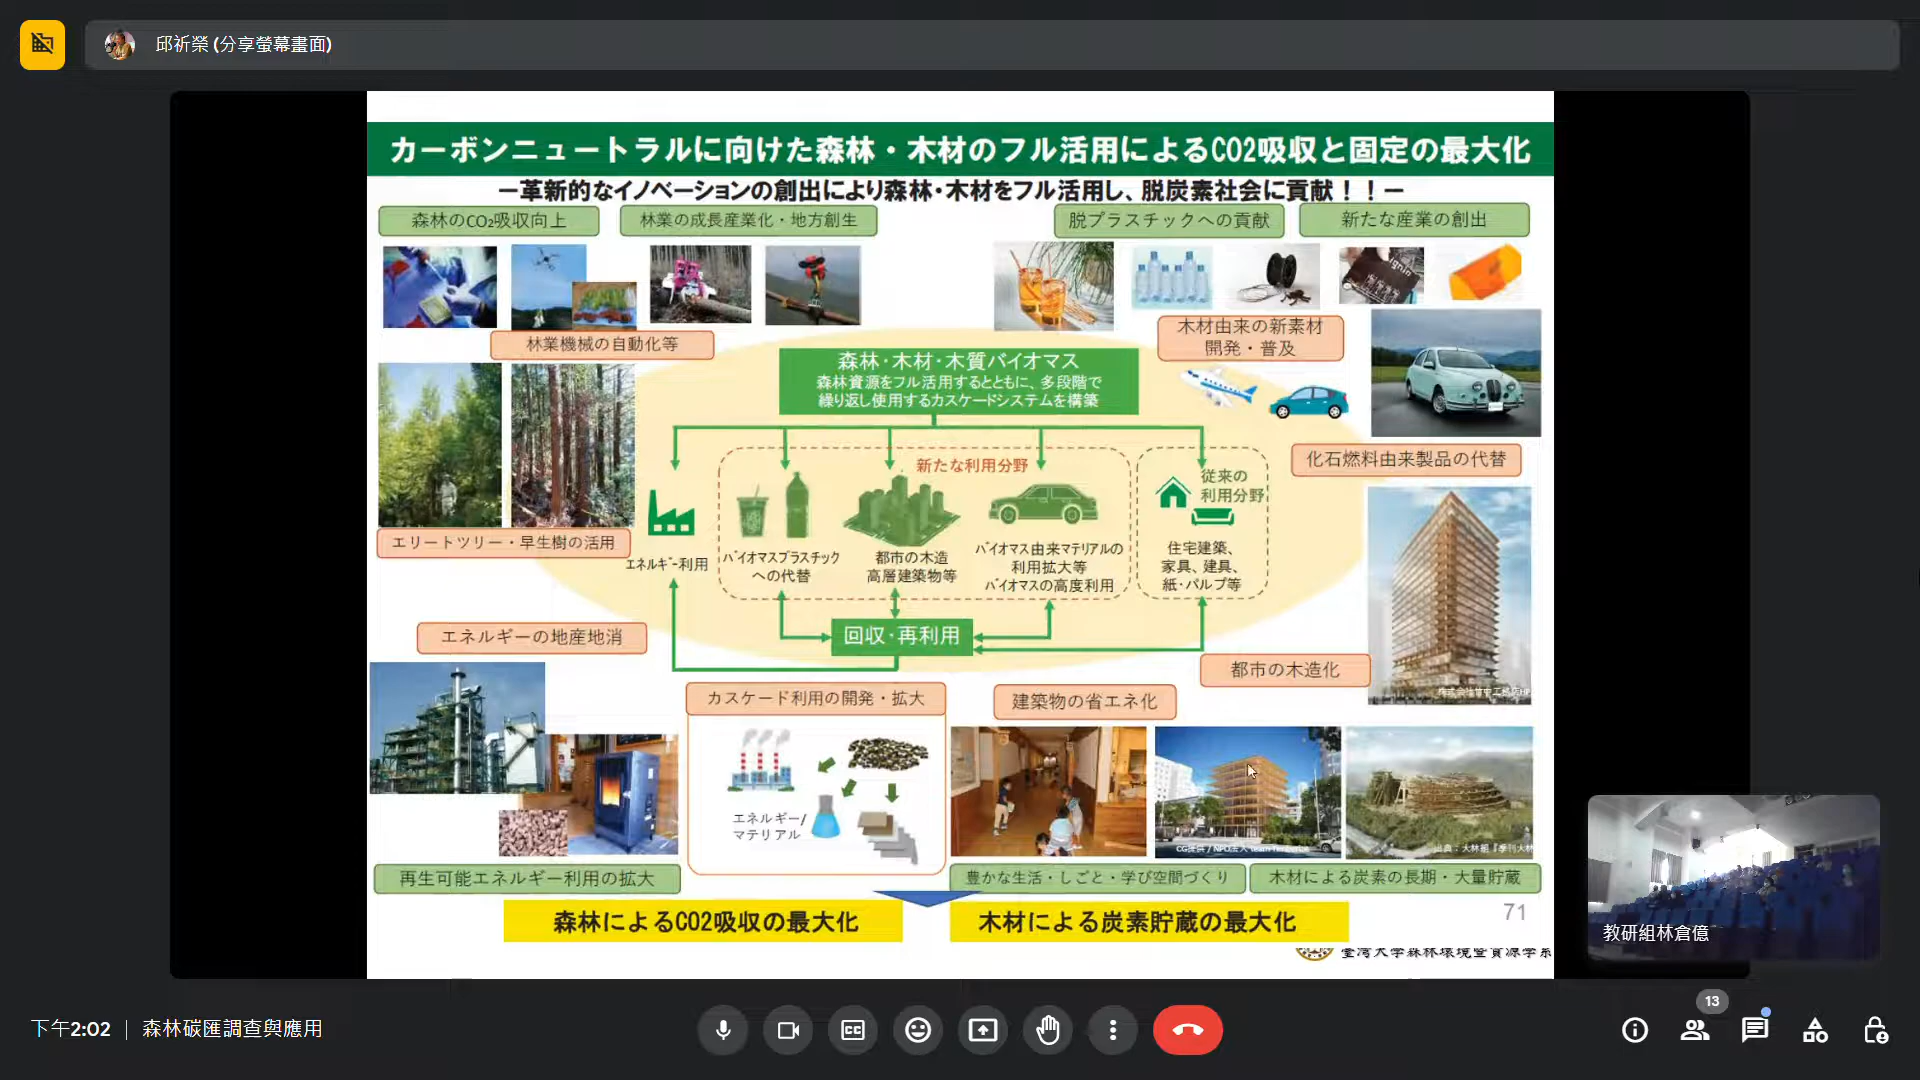 邱祈榮 (分享螢幕畫面)
カーボンニュートラルに向けた森林・木材のフル活用によるCO2吸収と固定の最大化
ー革新的なイノベーションの創出により森林・木材をフル活用し、脱炭素社会に貢献！！ー
森林のCO₂吸収向上
林業の成長産業化・地方創生
脱プラスチックへの貢献
新たな産業の創出
林業機械の自動化等
木材由来の新素材
開発・普及
森林・木材・木質バイオマス
森林資源をフル活用するとともに、多段階で
繰り返し使用するカスケードシステムを構築
化石燃料由来製品の代替
新たな利用分野
従来の
利用分野
エリートツリー・早生樹の活用
エネルギー利用
バイオマスプラスチック
への代替
都市の木造
高層建築物等
バイオマス由来マテリアルの
利用拡大等
バイオマスの高度利用
住宅建築、
家具、建具、
紙・パルプ等
エネルギーの地産地消
回収・再利用
都市の木造化
カスケード利用の開発・拡大
建築物の省エネ化
エネルギー/
マテリアル
再生可能エネルギー利用の拡大
豊かな生活・しごと・学び空間づくり
木材による炭素の長期・大量貯蔵
森林によるCO2吸収の最大化
木材による炭素貯蔵の最大化
71
臺灣大学森林環境暨資源学系
教研組林倉億
下午2:02
森林碳匯調查與應用
13